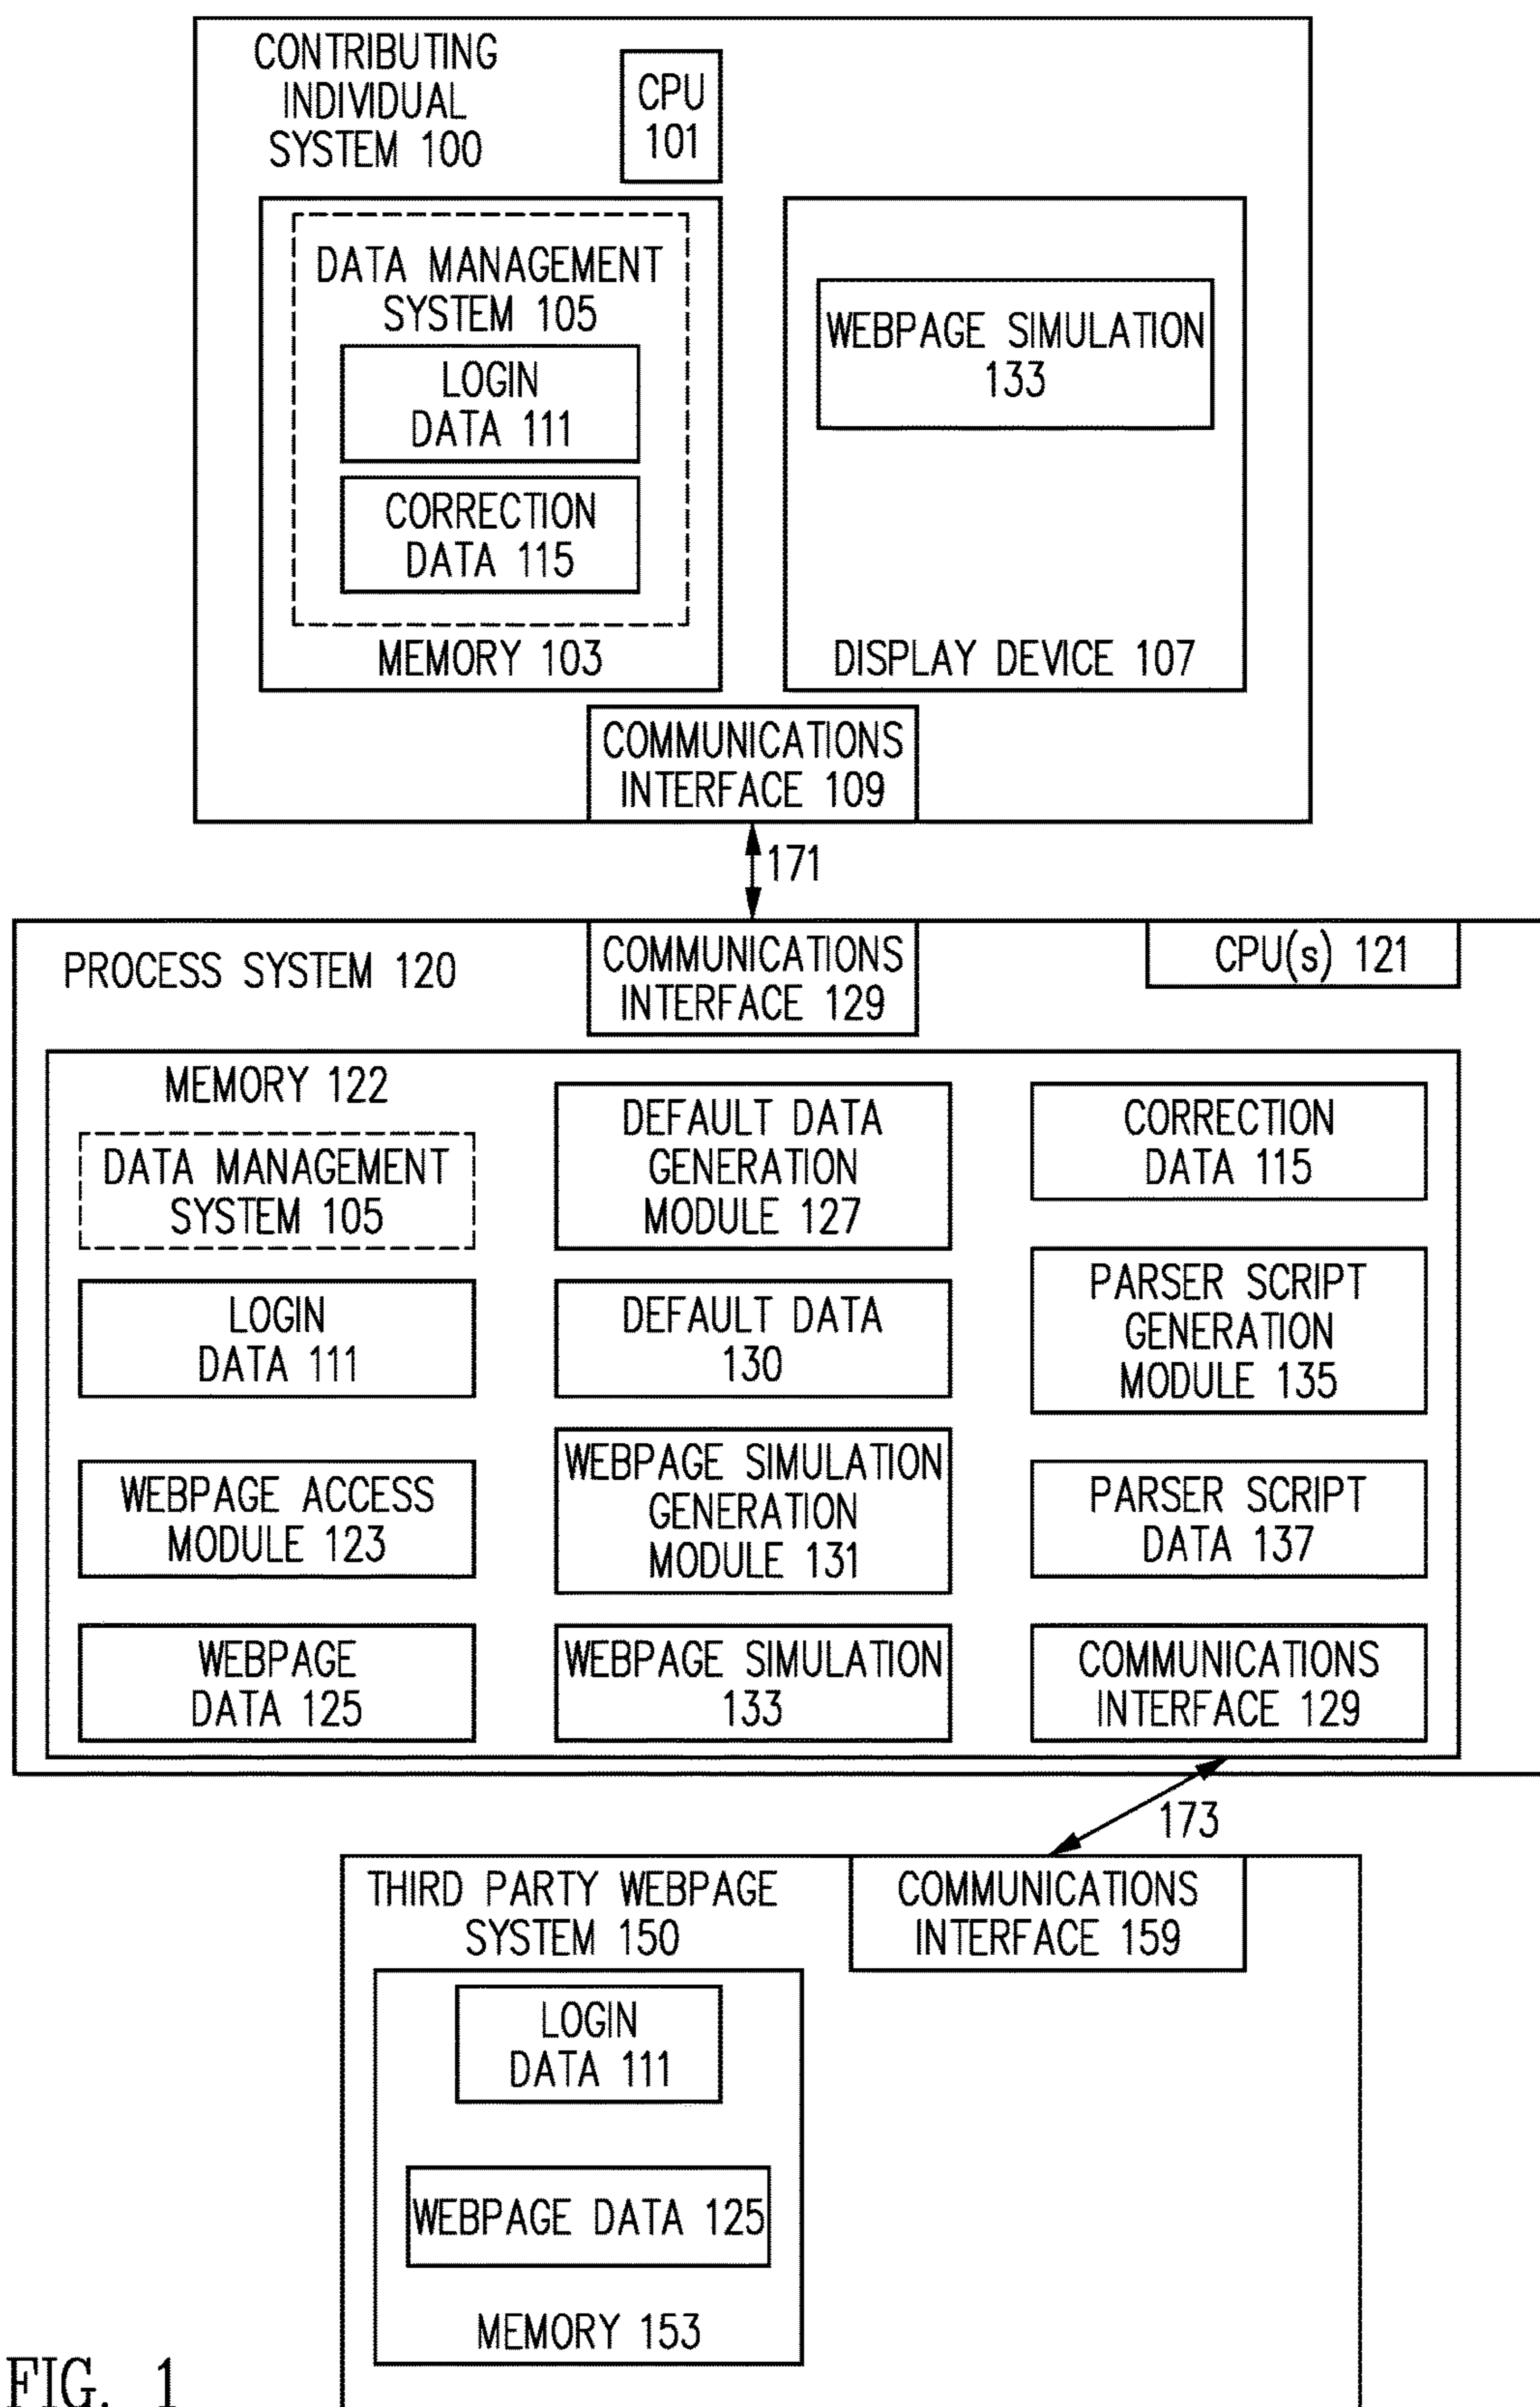 CONTRIBUTING
INDIVIDUAL
SYSTEM 100
CPU
101
DATA MANAGEMENT
SYSTEM 105
LOGIN
DATA 111
CORRECTION
DATA 115
MEMORY 103
WEBPAGE SIMULATION
133
DISPLAY DEVICE 107
COMMUNICATIONS
INTERFACE 109
171
PROCESS SYSTEM 120
COMMUNICATIONS
INTERFACE 129
CPU(s) 121
MEMORY 122
DATA MANAGEMENT
SYSTEM 105
LOGIN
DATA 111
WEBPAGE ACCESS
MODULE 123
WEBPAGE
DATA 125
DEFAULT DATA
GENERATION
MODULE 127
DEFAULT DATA
130
WEBPAGE SIMULATION
GENERATION
MODULE 131
WEBPAGE SIMULATION
133
CORRECTION
DATA 115
PARSER SCRIPT
GENERATION
MODULE 135
PARSER SCRIPT
DATA 137
COMMUNICATIONS
INTERFACE 129
173
THIRD PARTY WEBPAGE
SYSTEM 150
COMMUNICATIONS
INTERFACE 159
LOGIN
DATA 111
WEBPAGE DATA 125
MEMORY 153
FIG. 1